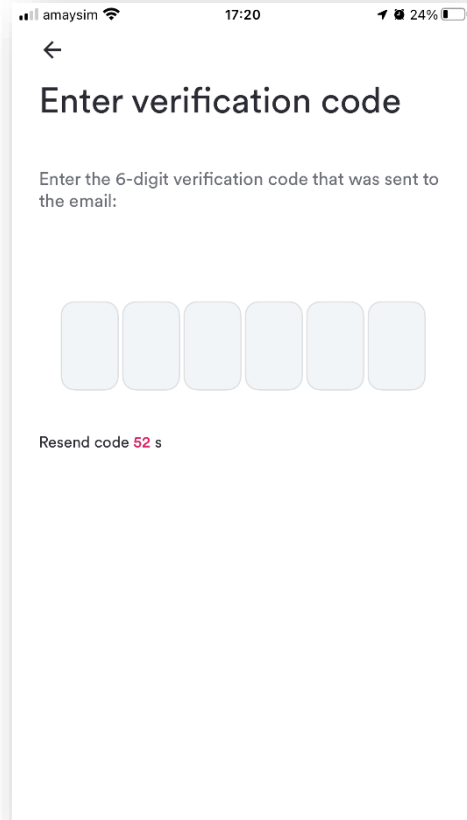 amaysim 17:20 24%
Enter verification code
Enter the 6-digit verification code that was sent to
the email:
Resend code 52 s